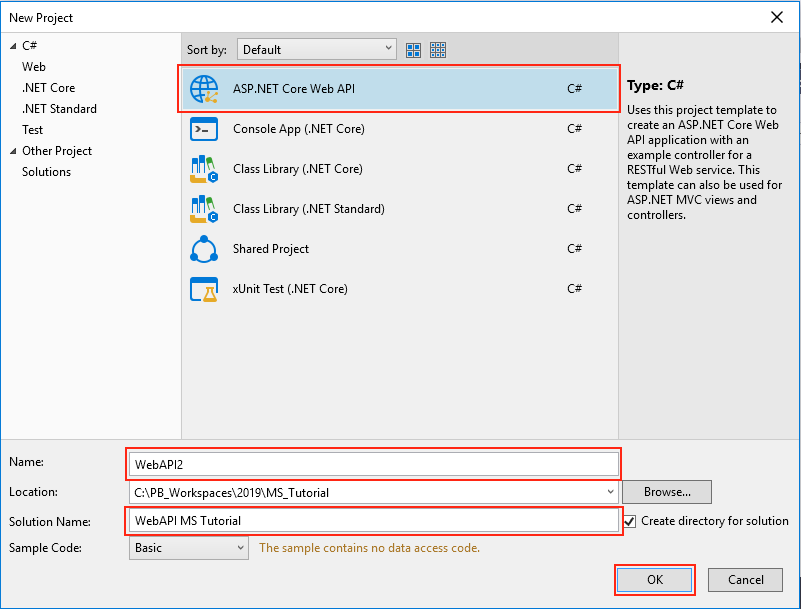 New Project
C#
Web
.NET Core
.NET Standard
Test
Other Project
Solutions
Sort by: Default
ASP.NET Core Web API C#
Console App (.NET Core) C#
Class Library (.NET Core) C#
Class Library (.NET Standard) C#
Shared Project C#
xUnit Test (.NET Core) C#
Type: C#
Uses this project template to
create an ASP.NET Core Web
API application with an
example controller for a
RESTful Web service. This
template can also be used for
ASP.NET MVC views and
controllers.
Name: WebAPI2
Location: C:\PB_Workspaces\2019\MS_Tutorial Browse...
Solution Name: WebAPI MS Tutorial Create directory for solution
Sample Code: Basic The sample contains no data access code.
OK Cancel